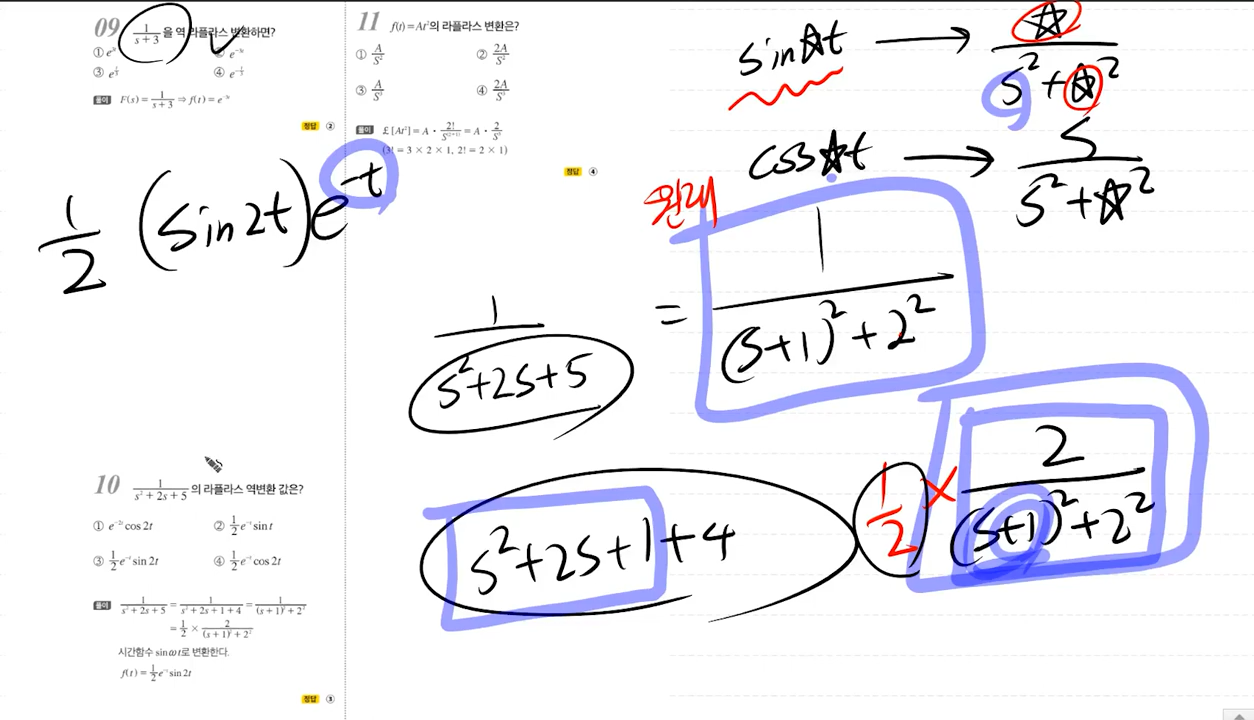 09 1/(s+3) 을 역 라플라스 변환하면?
① e³
② e⁻³ᵗ
③ e^(t/3)
④ e^(-t/3)
풀이 F(s) = 1/(s+3) ⇒ f(t) = e⁻³ᵗ
정답 ②
1/2 (sin2t)e^(-t)
10 1/(s²+2s+5) 의 라플라스 역변환 값은?
① e⁻²ᵗ cos2t
② 1/2 e⁻ᵗ sin t
③ 1/2 e⁻ᵗ sin2t
④ 1/2 e⁻ᵗ cos2t
풀이 1/(s²+2s+5) = 1/(s²+2s+1+4) = 1/((s+1)²+2²)
= 1/2 × 2/((s+1)²+2²)
시간함수 sin ωt로 변환한다.
f(t) = 1/2 e⁻ᵗ sin2t
정답 ③
11 f(t)=At²의 라플라스 변환은?
① A/S²
② 2A/S²
③ A/S³
④ 2A/S³
풀이 £[At²] = A · 2!/S⁽²⁺¹⁾ = A · 2/S³
(3! = 3 × 2 × 1, 2! = 2 × 1)
정답 ④
sin☆t → ☆/(s²+☆²)
cos☆t → s/(s²+☆²)
원래
1/(s²+2s+5)
= 1/((s+1)²+2²)
s²+2s+1+4
1/2 × 2/((s+1)²+2²)